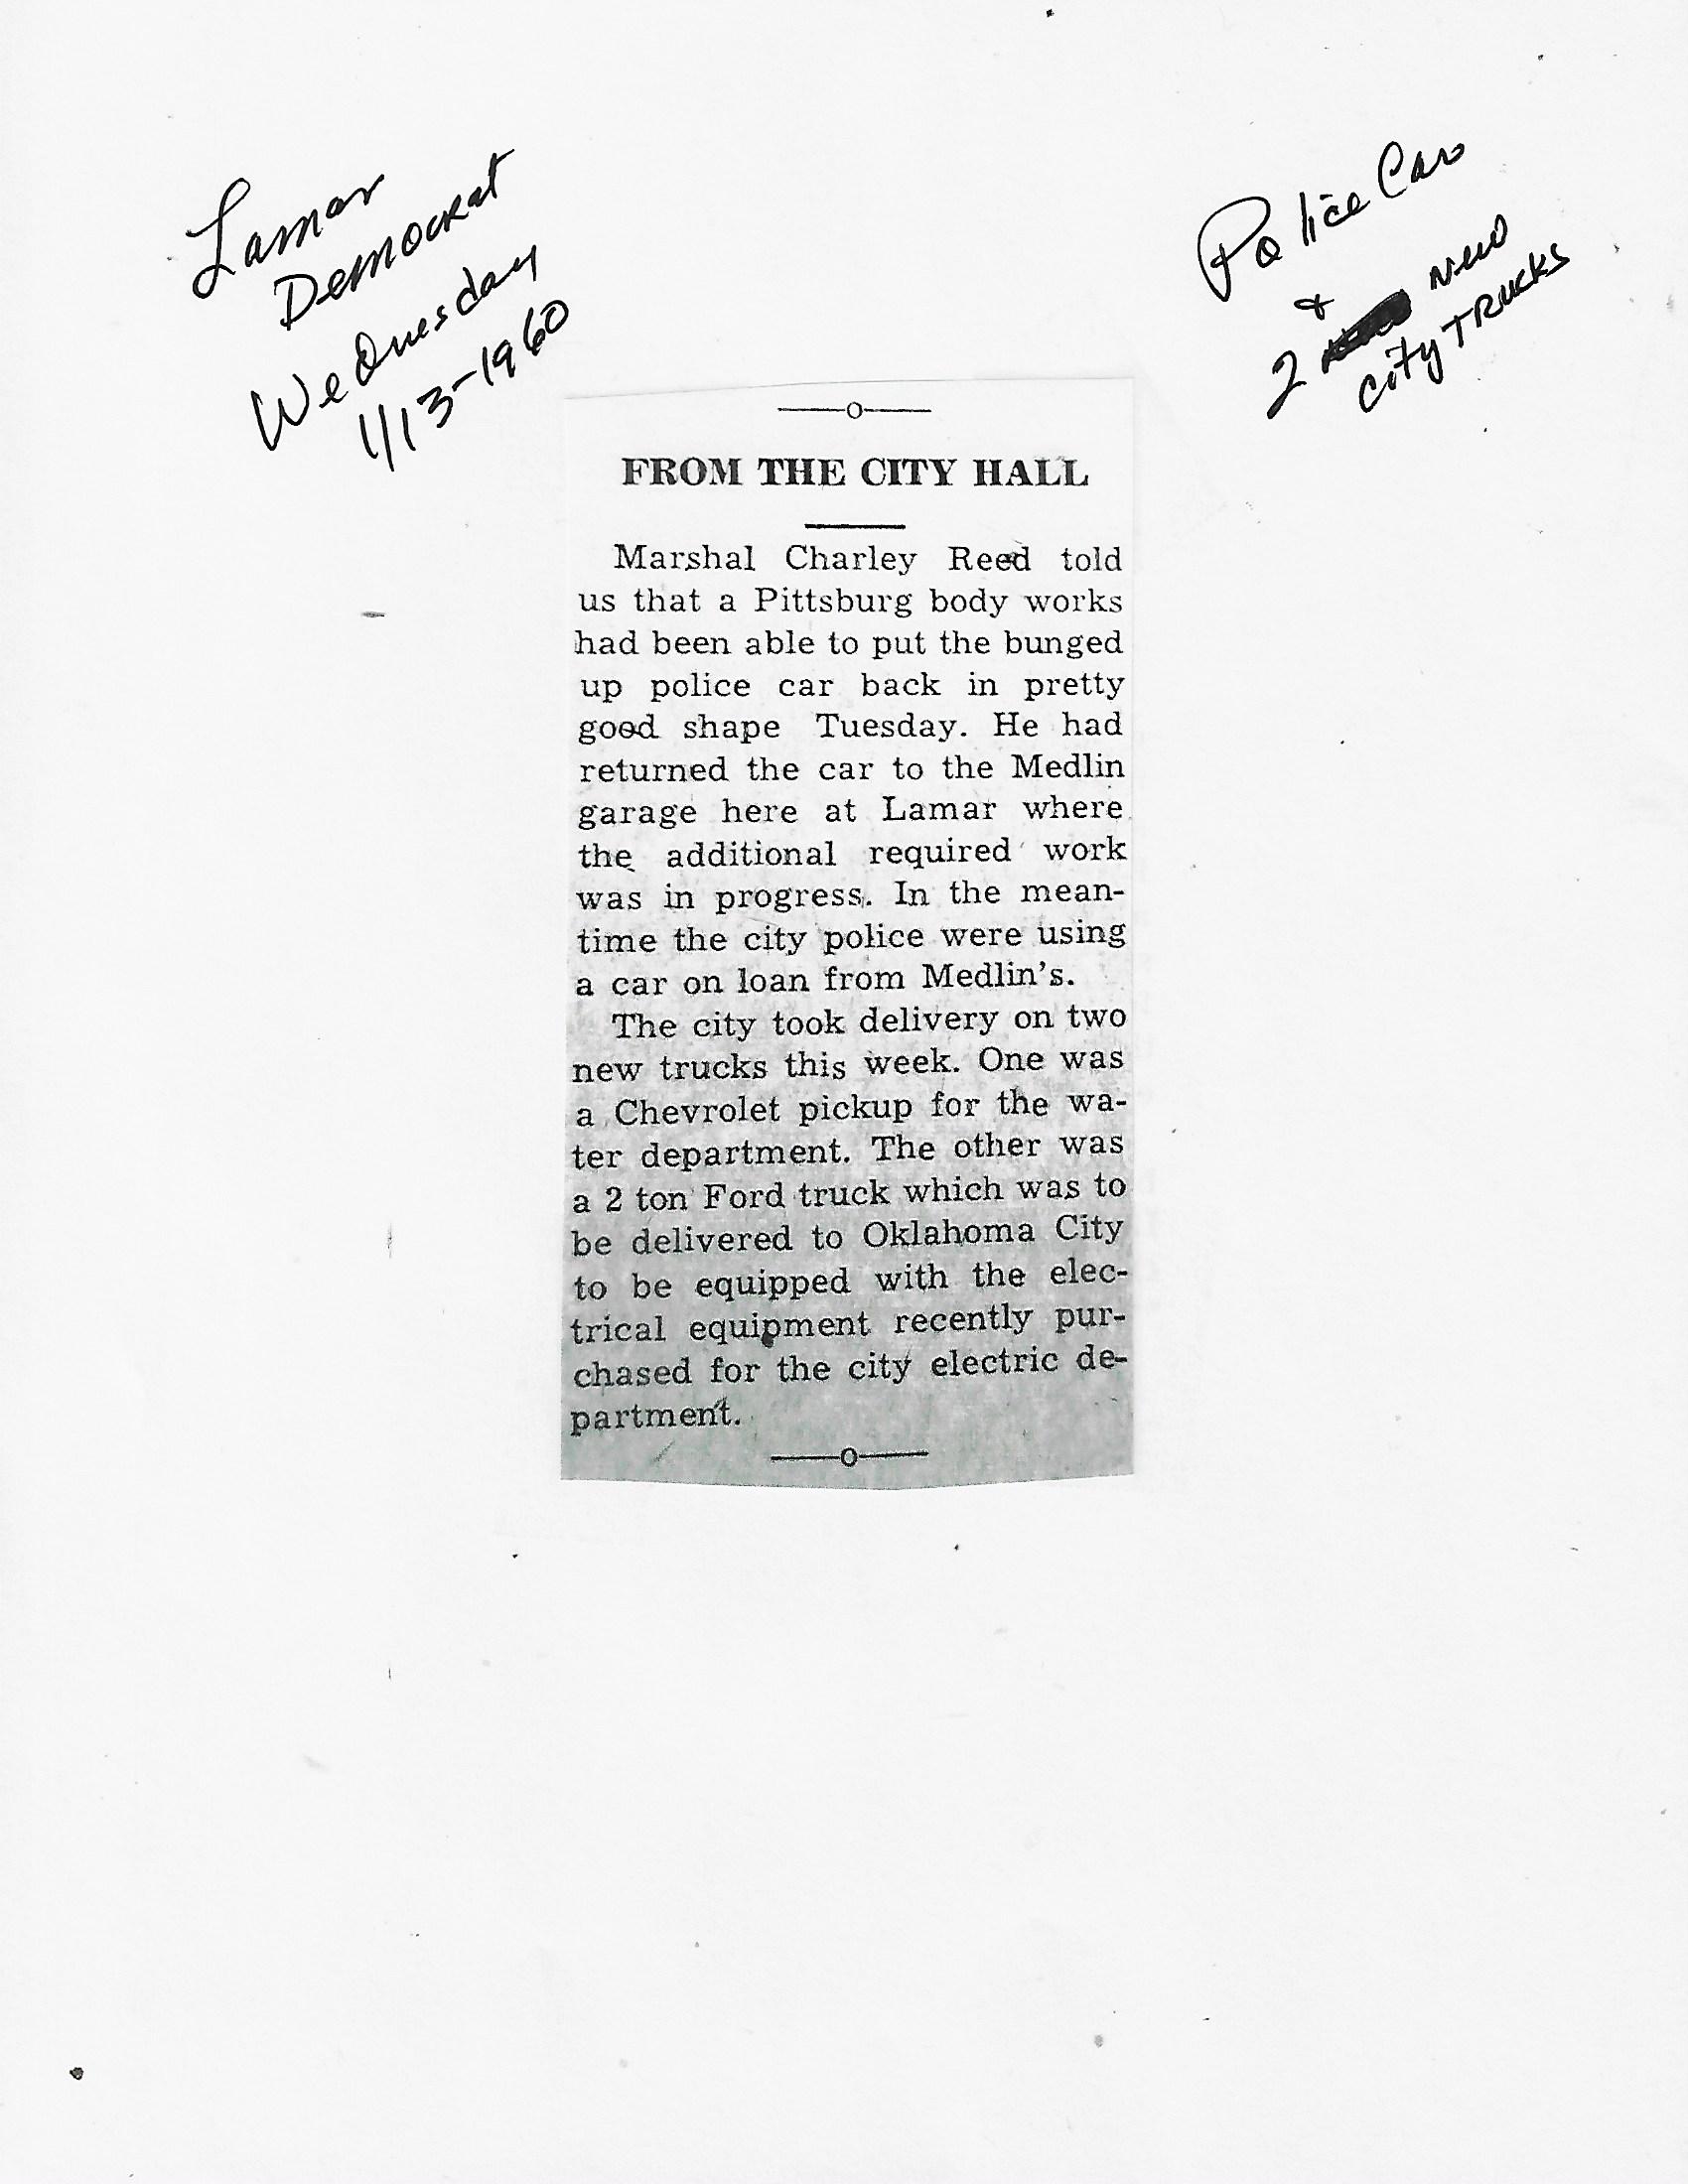 Lamar
Democrat
Wednesday
1/13-1960
Police Car
&
2 New
City Trucks
FROM THE CITY HALL
Marshal Charley Reed told
us that a Pittsburg body works
had been able to put the bunged
up police car back in pretty
good shape Tuesday. He had
returned the car to the Medlin
garage here at Lamar where
the additional required work
was in progress. In the mean-
time the city police were using
a car on loan from Medlin's.
The city took delivery on two
new trucks this week. One was
a Chevrolet pickup for the wa-
ter department. The other was
a 2 ton Ford truck which was to
be delivered to Oklahoma City
to be equipped with the elec-
trical equipment recently pur-
chased for the city electric de-
partment.